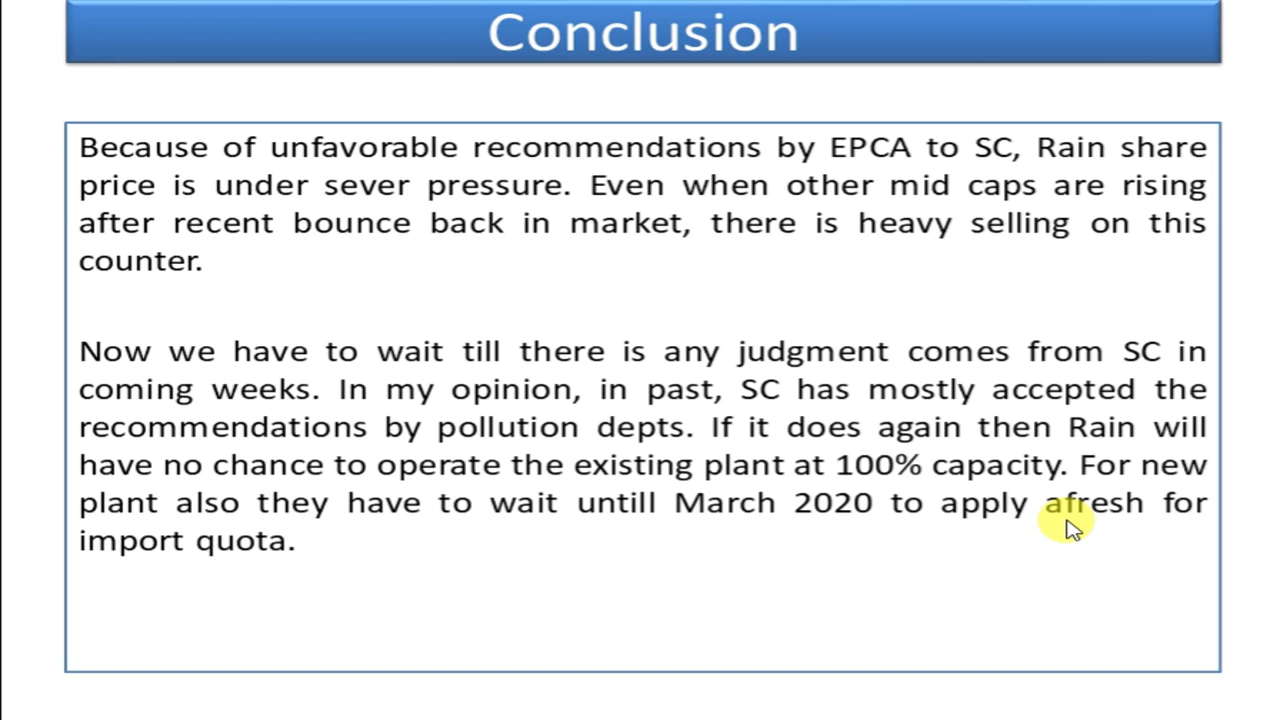 Conclusion
Because of unfavorable recommendations by EPCA to SC, Rain share
price is under sever pressure. Even when other mid caps are rising
after recent bounce back in market, there is heavy selling on this
counter.
Now we have to wait till there is any judgment comes from SC in
coming weeks. In my opinion, in past, SC has mostly accepted the
recommendations by pollution depts. If it does again then Rain will
have no chance to operate the existing plant at 100% capacity. For new
plant also they have to wait untill March 2020 to apply afresh for
import quota.